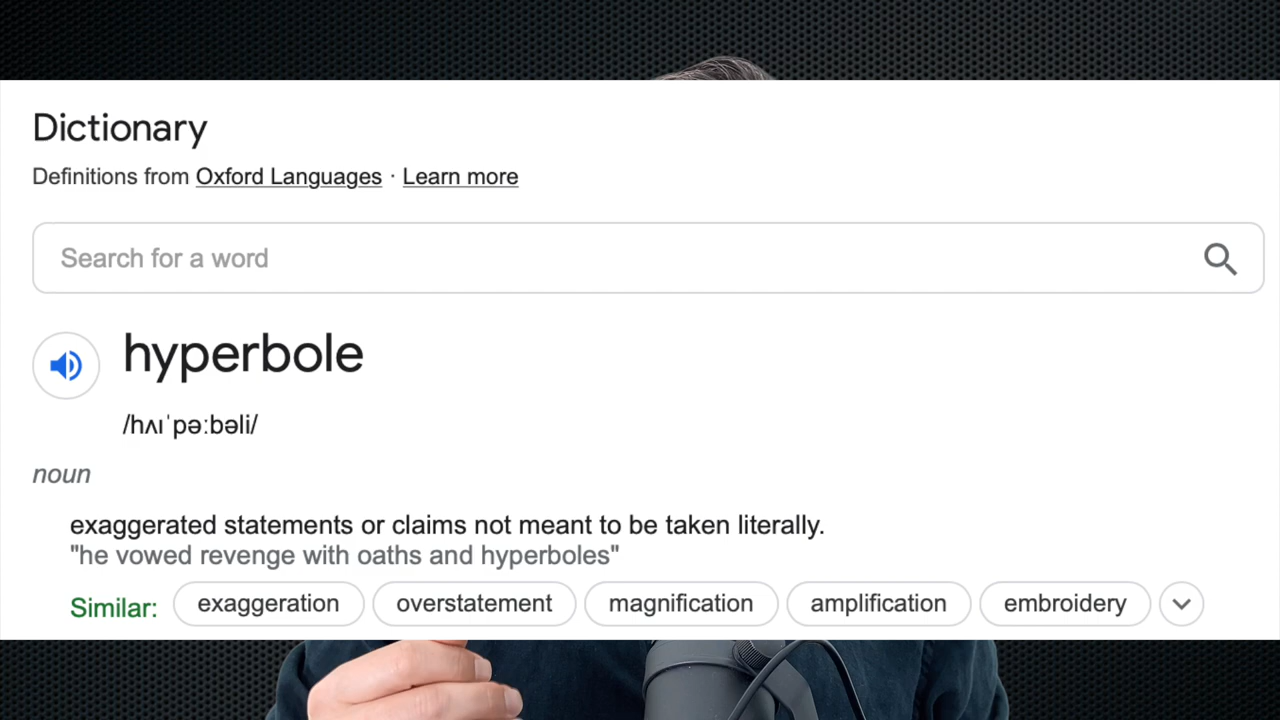 Dictionary
Definitions from Oxford Languages · Learn more
Search for a word
hyperbole
/hʌɪˈpəːbəli/
noun
exaggerated statements or claims not meant to be taken literally.
"he vowed revenge with oaths and hyperboles"
Similar: exaggeration overstatement magnification amplification embroidery